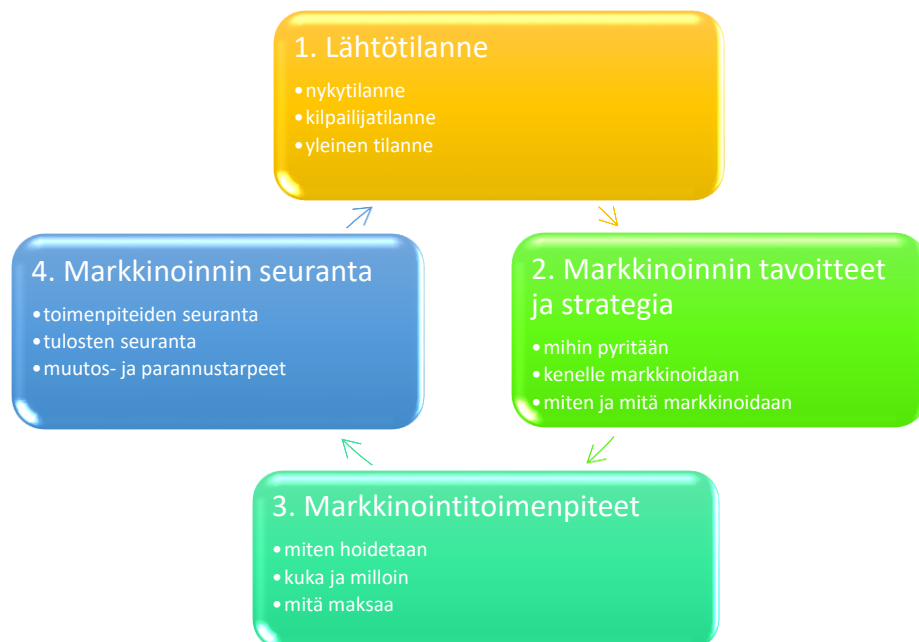 1. Lähtötilanne
•nykytilanne
•kilpailijatilanne
•yleinen tilanne
2. Markkinoinnin tavoitteet
ja strategia
•mihin pyritään
•kenelle markkinoidaan
•miten ja mitä markkinoidaan
3. Markkinointitoimenpiteet
•miten hoidetaan
•kuka ja milloin
•mitä maksaa
4. Markkinoinnin seuranta
•toimenpiteiden seuranta
•tulosten seuranta
•muutos- ja parannustarpeet